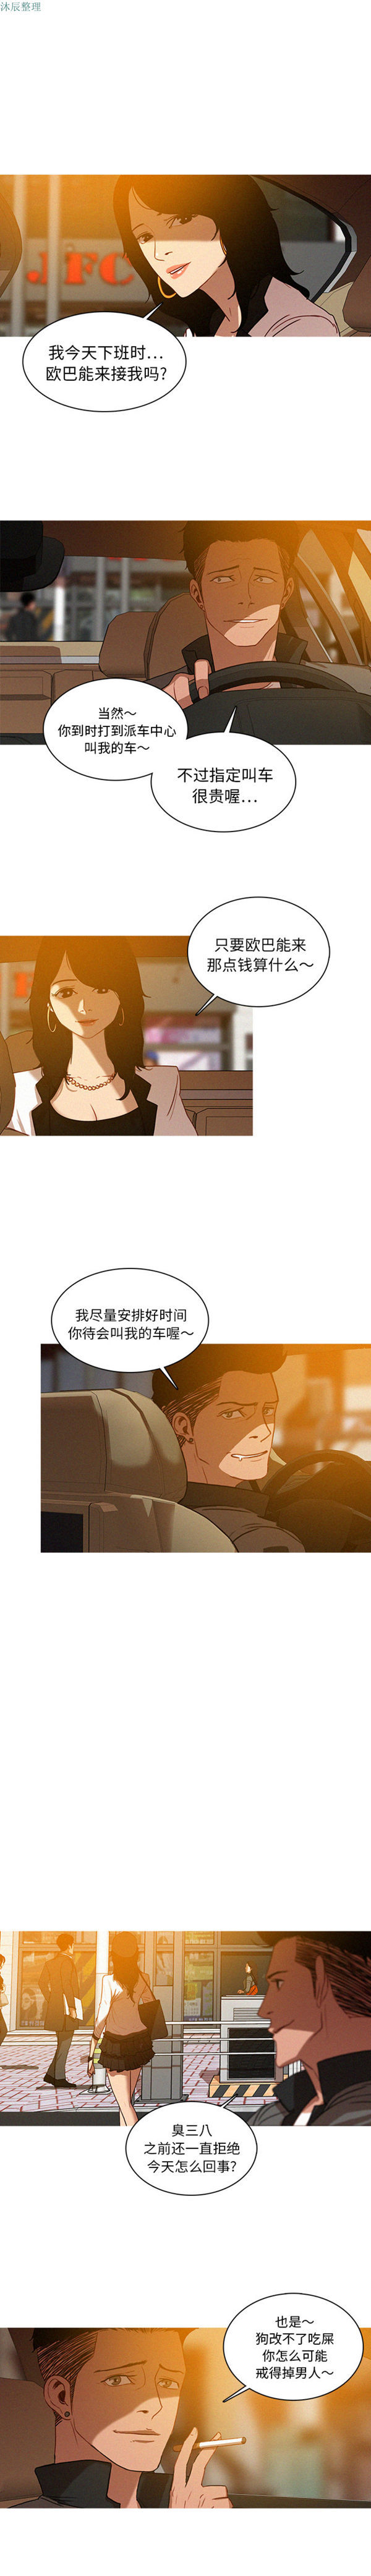 沐辰整理
J FC
我今天下班时...
欧巴能来接我吗?
当然～
你到时打到派车中心
叫我的车～
不过指定叫车
很贵喔...
只要欧巴能来
那点钱算什么～
我尽量安排好时间
你待会叫我的车喔～
臭三八
之前还一直拒绝
今天怎么回事?
也是～
狗改不了吃屎
你怎么可能
戒得掉男人～